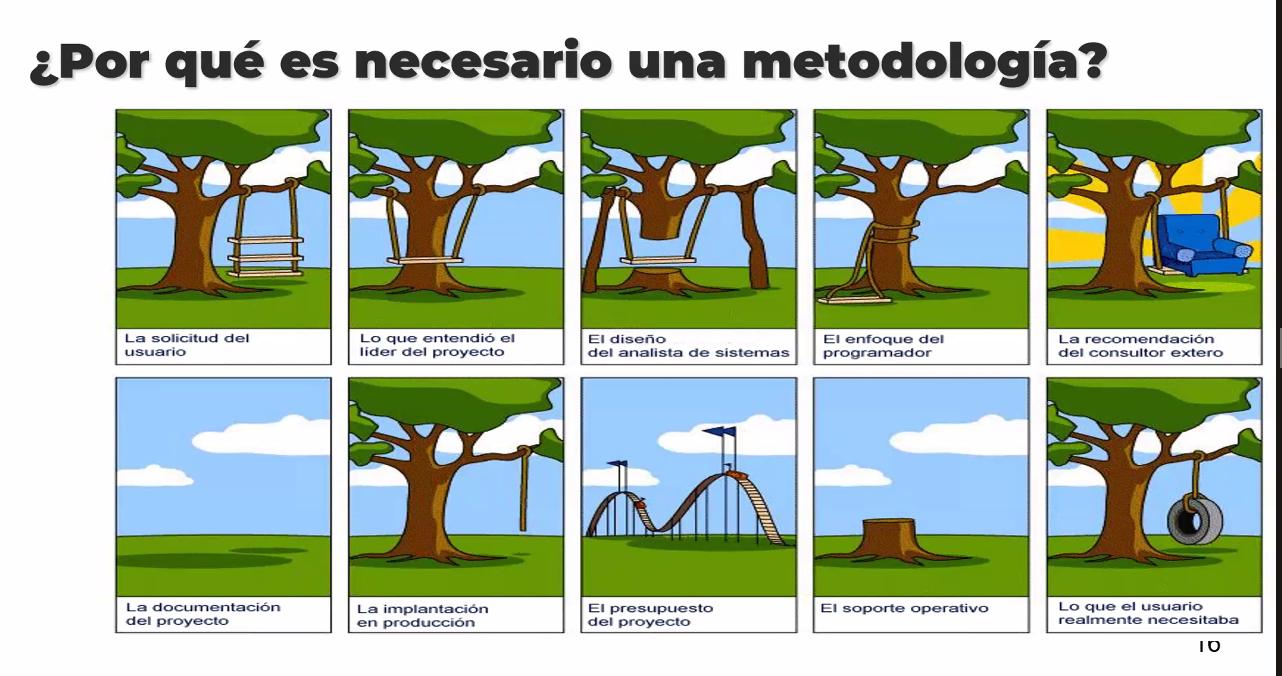 ¿Por qué es necesario una metodología?
La solicitud del
usuario
Lo que entendió el
líder del proyecto
El diseño
del analista de sistemas
El enfoque del
programador
La recomendación
del consultor extero
La documentación
del proyecto
La implantación
en producción
El presupuesto
del proyecto
El soporte operativo
Lo que el usuario
realmente necesitaba
16